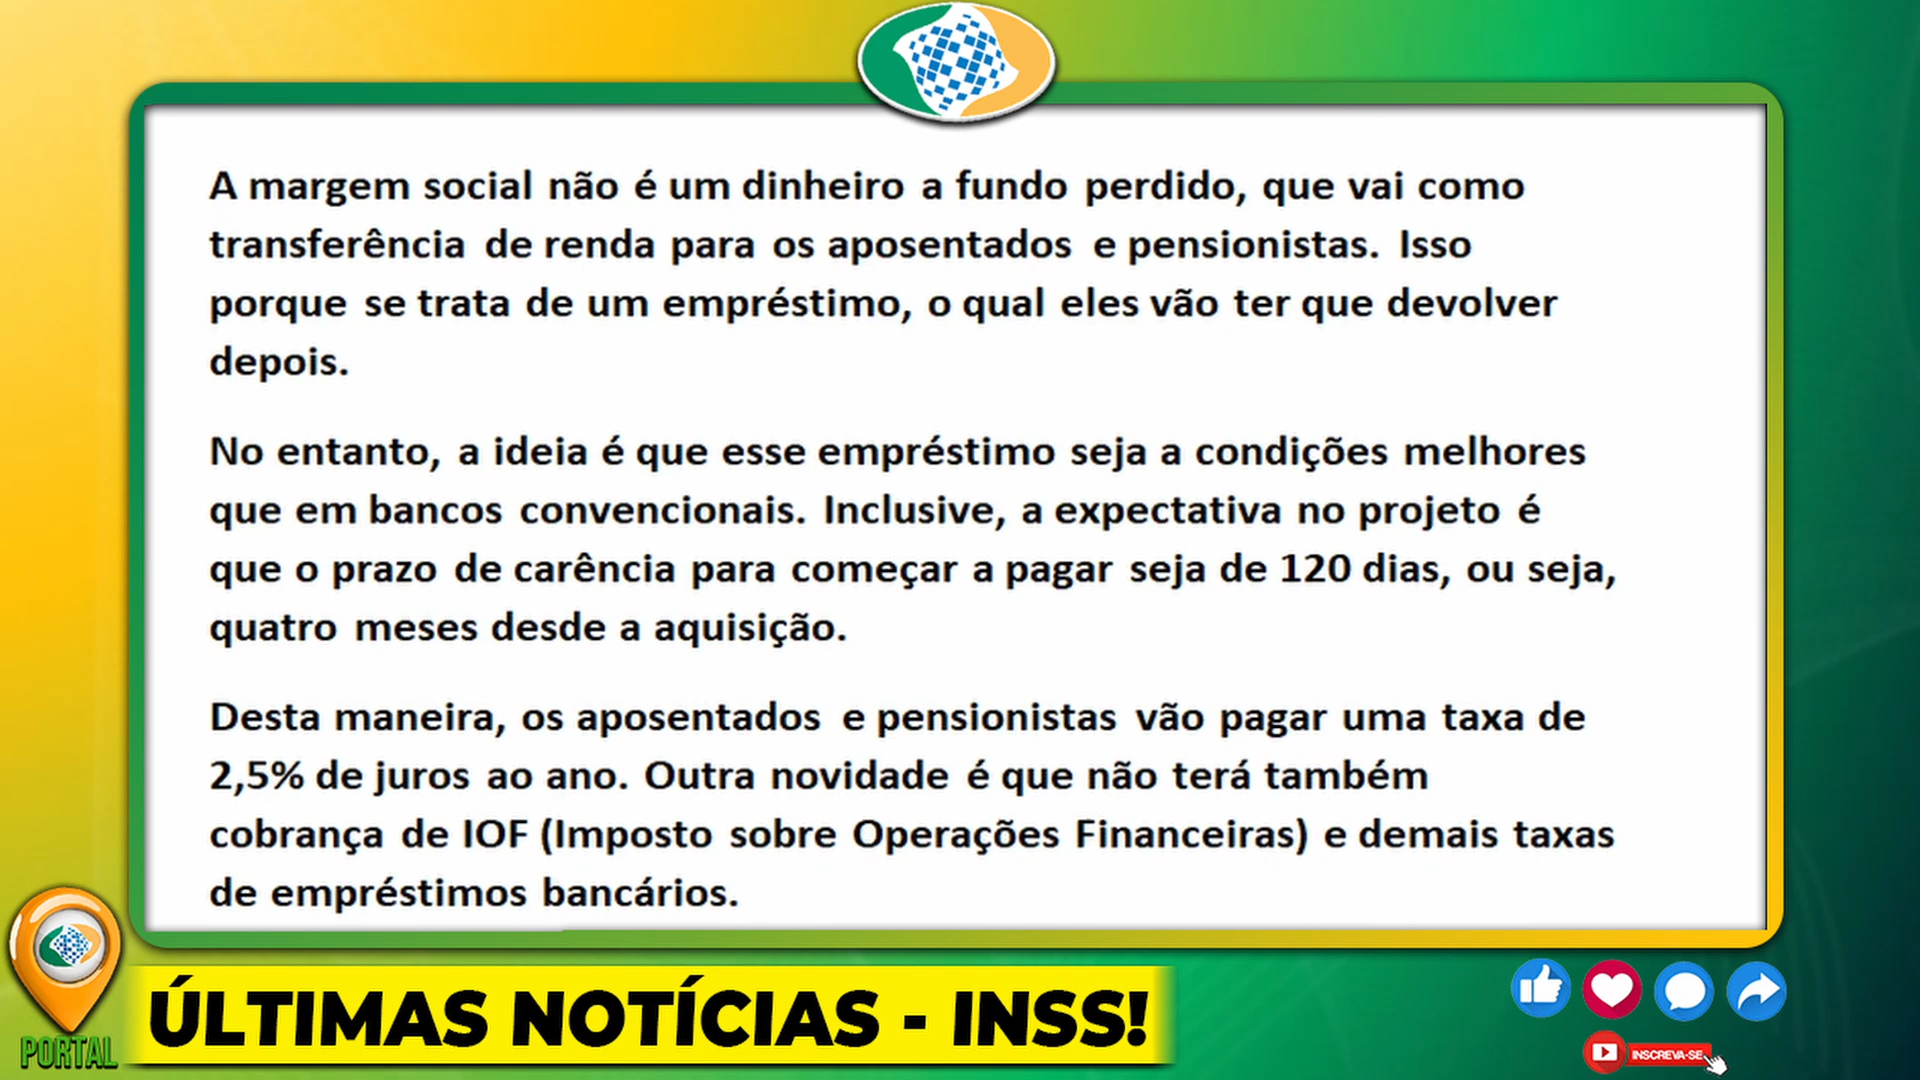 A margem social não é um dinheiro a fundo perdido, que vai como
transferência de renda para os aposentados e pensionistas. Isso
porque se trata de um empréstimo, o qual eles vão ter que devolver
depois.
No entanto, a ideia é que esse empréstimo seja a condições melhores
que em bancos convencionais. Inclusive, a expectativa no projeto é
que o prazo de carência para começar a pagar seja de 120 dias, ou seja,
quatro meses desde a aquisição.
Desta maneira, os aposentados e pensionistas vão pagar uma taxa de
2,5% de juros ao ano. Outra novidade é que não terá também
cobrança de IOF (Imposto sobre Operações Financeiras) e demais taxas
de empréstimos bancários.
PORTAL
ÚLTIMAS NOTÍCIAS - INSS!
INSCREVA-SE